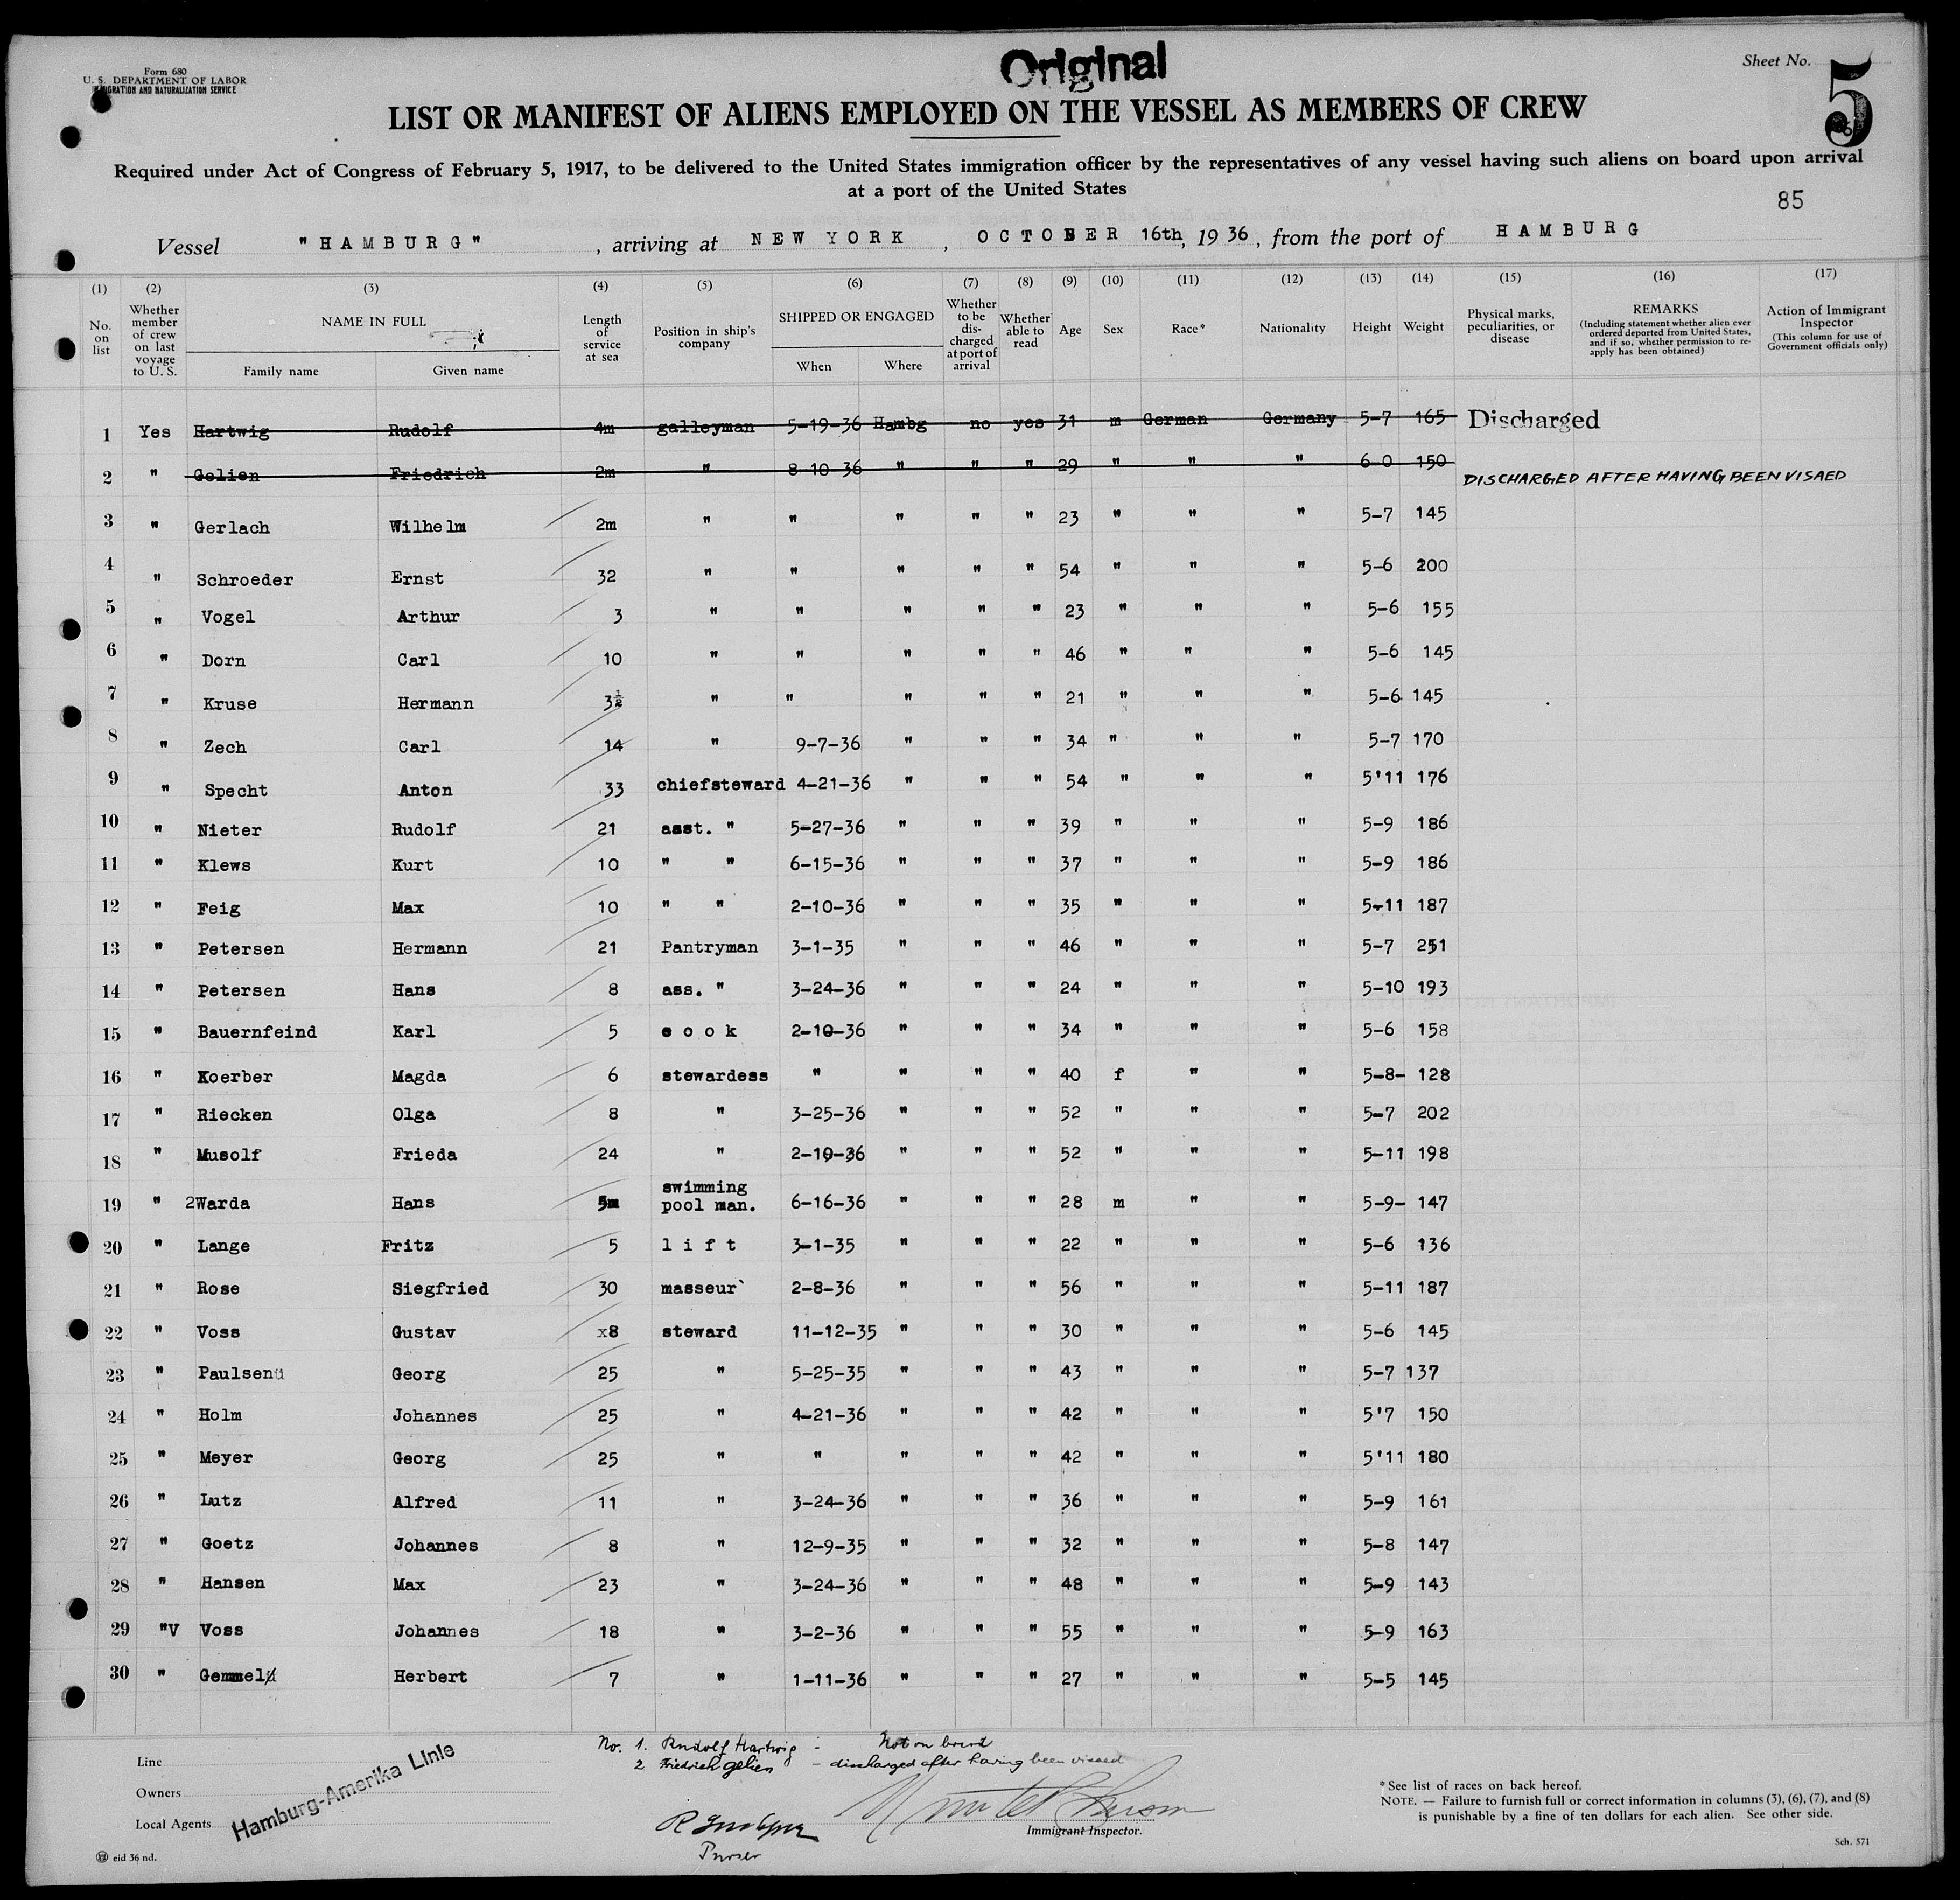 Form 680
U. S. DEPARTMENT OF LABOR
IMMIGRATION AND NATURALIZATION SERVICE
Original
Sheet No. 5
LIST OR MANIFEST OF ALIENS EMPLOYED ON THE VESSEL AS MEMBERS OF CREW
Required under Act of Congress of February 5, 1917, to be delivered to the United States immigration officer by the representatives of any vessel having such aliens on board upon arrival
at a port of the United States
85
Vessel "HAMBURG", arriving at NEW YORK, OCTOBER 16th, 1936, from the port of HAMBURG
(1) (2) (3) (4) (5) (6) (7) (8) (9) (10) (11) (12) (13) (14) (15) (16) (17)
No. on list Whether member of crew on last voyage to U. S. NAME IN FULL Family name Given name Length of service at sea Position in ship's company SHIPPED OR ENGAGED When Where Whether to be discharged at port of arrival Whether able to read Age Sex Race* Nationality Height Weight Physical marks, peculiarities, or disease REMARKS (Including statement whether alien ever ordered deported from United States, and if so, whether permission to re-apply has been obtained) Action of Immigrant Inspector (This column for use of Government officials only)
1 Yes Hartwig Rudolf 4m galleyman 5-19-36 Hambg no yes 31 m German Germany 5-7 165 Discharged
2 " Gelien Friedrich 2m " 8-10-36 " " " 29 " " " 6-0 150 DISCHARGED AFTER HAVING BEEN VISAED
3 " Gerlach Wilhelm 2m " " " " " 23 " " " 5-7 145
4 " Schroeder Ernst 32 " " " " " 54 " " " 5-6 200
5 " Vogel Arthur 3 " " " " " 23 " " " 5-6 155
6 " Dorn Carl 10 " " " " " 46 " " " 5-6 145
7 " Kruse Hermann 3½ " " " " " 21 " " " 5-6 145
8 " Zech Carl 14 " 9-7-36 " " " 34 " " " 5-7 170
9 " Specht Anton 33 chiefsteward 4-21-36 " " " 54 " " " 5'11 176
10 " Nieter Rudolf 21 asst. " 5-27-36 " " " 39 " " " 5-9 186
11 " Klews Kurt 10 " " 6-15-36 " " " 37 " " " 5-9 186
12 " Feig Max 10 " " 2-10-36 " " " 35 " " " 5-11 187
13 " Petersen Hermann 21 Pantryman 3-1-35 " " " 46 " " " 5-7 251
14 " Petersen Hans 8 ass. " 3-24-36 " " " 24 " " " 5-10 193
15 " Bauernfeind Karl 5 cook 2-10-36 " " " 34 " " " 5-6 158
16 " Koerber Magda 6 stewardess " " " " 40 f " " 5-8- 128
17 " Riecken Olga 8 " 3-25-36 " " " 52 " " " 5-7 202
18 " Musolf Frieda 24 " 2-19-36 " " " 52 " " " 5-11 198
19 " 2Warda Hans 5m swimming pool man. 6-16-36 " " " 28 m " " 5-9- 147
20 " Lange Fritz 5 lift 3-1-35 " " " 22 " " " 5-6 136
21 " Rose Siegfried 30 masseur` 2-8-36 " " " 56 " " " 5-11 187
22 " Voss Gustav x8 steward 11-12-35 " " " 30 " " " 5-6 145
23 " Paulsen Georg 25 " 5-25-35 " " " 43 " " " 5-7 137
24 " Holm Johannes 25 " 4-21-36 " " " 42 " " " 5'7 150
25 " Meyer Georg 25 " " " " " 42 " " " 5'11 180
26 " Lutz Alfred 11 " 3-24-36 " " " 36 " " " 5-9 161
27 " Goetz Johannes 8 " 12-9-35 " " " 32 " " " 5-8 147
28 " Hansen Max 23 " 3-24-36 " " " 48 " " " 5-9 143
29 "V Voss Johannes 18 " 3-2-36 " " " 55 " " " 5-9 163
30 " Gemmel Herbert 7 " 1-11-36 " " " 27 " " " 5-5 145
No. 1. Rudolf Hartwig - Not on board
2 Friedrich Gelien - discharged after having been visaed
Line
Owners
Local Agents
Hamburg-Amerika Linie
Purser
Immigrant Inspector.
* See list of races on back hereof.
NOTE. — Failure to furnish full or correct information in columns (3), (6), (7), and (8)
is punishable by a fine of ten dollars for each alien. See other side.
Sch. 571
eid 36 nd.